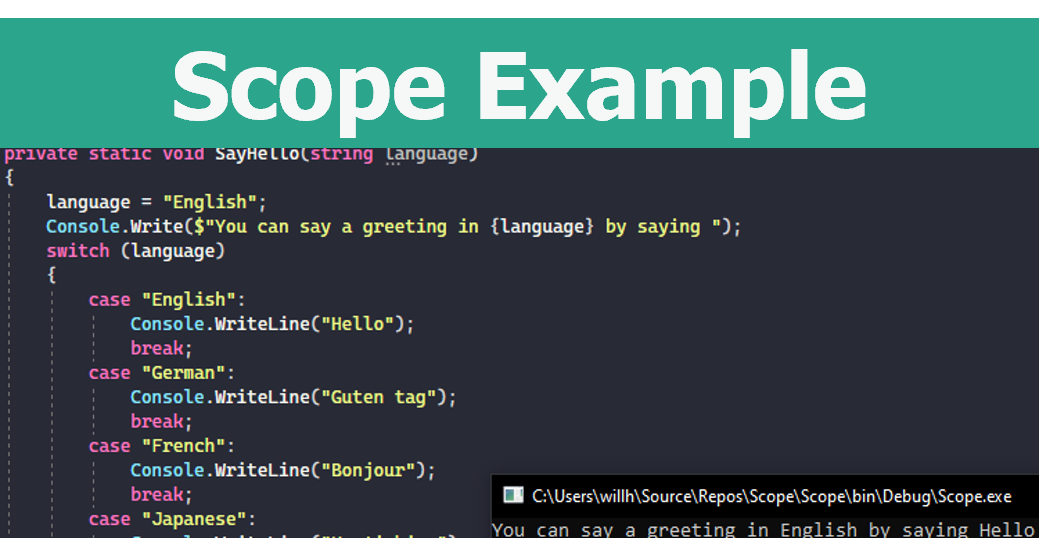 Scope Example
private static void SayHello(string language)
{
language = "English";
Console.Write($"You can say a greeting in {language} by saying ");
switch (language)
{
case "English":
Console.WriteLine("Hello");
break;
case "German":
Console.WriteLine("Guten tag");
break;
case "French":
Console.WriteLine("Bonjour");
break;
case "Japanese":
C:\Users\willh\Source\Repos\Scope\Scope\bin\Debug\Scope.exe
You can say a greeting in English by saying Hello